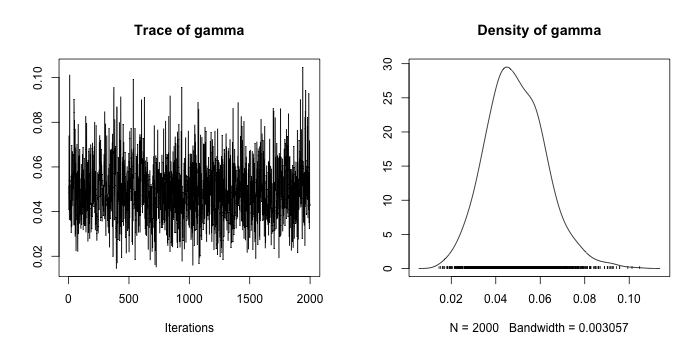 Trace of gamma
0.02 0.04 0.06 0.08 0.10
0 500 1000 1500 2000
Iterations
Density of gamma
0 5 10 15 20 25 30
0.02 0.04 0.06 0.08 0.10
N = 2000 Bandwidth = 0.003057